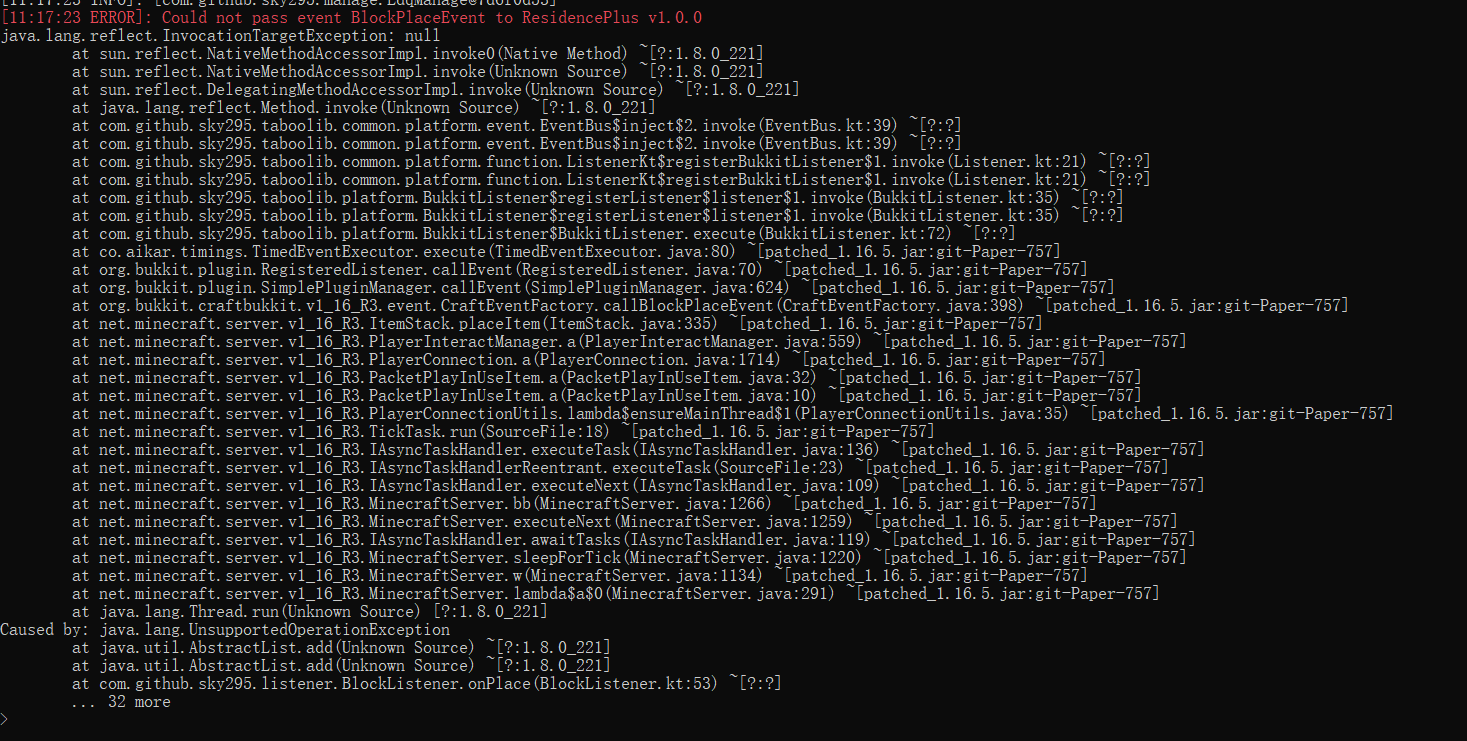 [11:17:23 INFO]: [com.github.sky295.manage.LdqManage@7d6f0d53]
[11:17:23 ERROR]: Could not pass event BlockPlaceEvent to ResidencePlus v1.0.0
java.lang.reflect.InvocationTargetException: null
at sun.reflect.NativeMethodAccessorImpl.invoke0(Native Method) ~[?:1.8.0_221]
at sun.reflect.NativeMethodAccessorImpl.invoke(Unknown Source) ~[?:1.8.0_221]
at sun.reflect.DelegatingMethodAccessorImpl.invoke(Unknown Source) ~[?:1.8.0_221]
at java.lang.reflect.Method.invoke(Unknown Source) ~[?:1.8.0_221]
at com.github.sky295.taboolib.common.platform.event.EventBus$inject$2.invoke(EventBus.kt:39) ~[?:?]
at com.github.sky295.taboolib.common.platform.event.EventBus$inject$2.invoke(EventBus.kt:39) ~[?:?]
at com.github.sky295.taboolib.common.platform.function.ListenerKt$registerBukkitListener$1.invoke(Listener.kt:21) ~[?:?]
at com.github.sky295.taboolib.common.platform.function.ListenerKt$registerBukkitListener$1.invoke(Listener.kt:21) ~[?:?]
at com.github.sky295.taboolib.platform.BukkitListener$registerListener$listener$1.invoke(BukkitListener.kt:35) ~[?:?]
at com.github.sky295.taboolib.platform.BukkitListener$registerListener$listener$1.invoke(BukkitListener.kt:35) ~[?:?]
at com.github.sky295.taboolib.platform.BukkitListener$BukkitListener.execute(BukkitListener.kt:72) ~[?:?]
at co.aikar.timings.TimedEventExecutor.execute(TimedEventExecutor.java:80) ~[patched_1.16.5.jar:git-Paper-757]
at org.bukkit.plugin.RegisteredListener.callEvent(RegisteredListener.java:70) ~[patched_1.16.5.jar:git-Paper-757]
at org.bukkit.plugin.SimplePluginManager.callEvent(SimplePluginManager.java:624) ~[patched_1.16.5.jar:git-Paper-757]
at org.bukkit.craftbukkit.v1_16_R3.event.CraftEventFactory.callBlockPlaceEvent(CraftEventFactory.java:398) ~[patched_1.16.5.jar:git-Paper-757]
at net.minecraft.server.v1_16_R3.ItemStack.placeItem(ItemStack.java:335) ~[patched_1.16.5.jar:git-Paper-757]
at net.minecraft.server.v1_16_R3.PlayerInteractManager.a(PlayerInteractManager.java:559) ~[patched_1.16.5.jar:git-Paper-757]
at net.minecraft.server.v1_16_R3.PlayerConnection.a(PlayerConnection.java:1714) ~[patched_1.16.5.jar:git-Paper-757]
at net.minecraft.server.v1_16_R3.PacketPlayInUseItem.a(PacketPlayInUseItem.java:32) ~[patched_1.16.5.jar:git-Paper-757]
at net.minecraft.server.v1_16_R3.PacketPlayInUseItem.a(PacketPlayInUseItem.java:10) ~[patched_1.16.5.jar:git-Paper-757]
at net.minecraft.server.v1_16_R3.PlayerConnectionUtils.lambda$ensureMainThread$1(PlayerConnectionUtils.java:35) ~[patched_1.16.5.jar:git-Paper-757]
at net.minecraft.server.v1_16_R3.TickTask.run(SourceFile:18) ~[patched_1.16.5.jar:git-Paper-757]
at net.minecraft.server.v1_16_R3.IAsyncTaskHandler.executeTask(IAsyncTaskHandler.java:136) ~[patched_1.16.5.jar:git-Paper-757]
at net.minecraft.server.v1_16_R3.IAsyncTaskHandlerReentrant.executeTask(SourceFile:23) ~[patched_1.16.5.jar:git-Paper-757]
at net.minecraft.server.v1_16_R3.IAsyncTaskHandler.executeNext(IAsyncTaskHandler.java:109) ~[patched_1.16.5.jar:git-Paper-757]
at net.minecraft.server.v1_16_R3.MinecraftServer.bb(MinecraftServer.java:1266) ~[patched_1.16.5.jar:git-Paper-757]
at net.minecraft.server.v1_16_R3.MinecraftServer.executeNext(MinecraftServer.java:1259) ~[patched_1.16.5.jar:git-Paper-757]
at net.minecraft.server.v1_16_R3.IAsyncTaskHandler.awaitTasks(IAsyncTaskHandler.java:119) ~[patched_1.16.5.jar:git-Paper-757]
at net.minecraft.server.v1_16_R3.MinecraftServer.sleepForTick(MinecraftServer.java:1220) ~[patched_1.16.5.jar:git-Paper-757]
at net.minecraft.server.v1_16_R3.MinecraftServer.w(MinecraftServer.java:1134) ~[patched_1.16.5.jar:git-Paper-757]
at net.minecraft.server.v1_16_R3.MinecraftServer.lambda$a$0(MinecraftServer.java:291) ~[patched_1.16.5.jar:git-Paper-757]
at java.lang.Thread.run(Unknown Source) [?:1.8.0_221]
Caused by: java.lang.UnsupportedOperationException
at java.util.AbstractList.add(Unknown Source) ~[?:1.8.0_221]
at java.util.AbstractList.add(Unknown Source) ~[?:1.8.0_221]
at com.github.sky295.listener.BlockListener.onPlace(BlockListener.kt:53) ~[?:?]
... 32 more
>